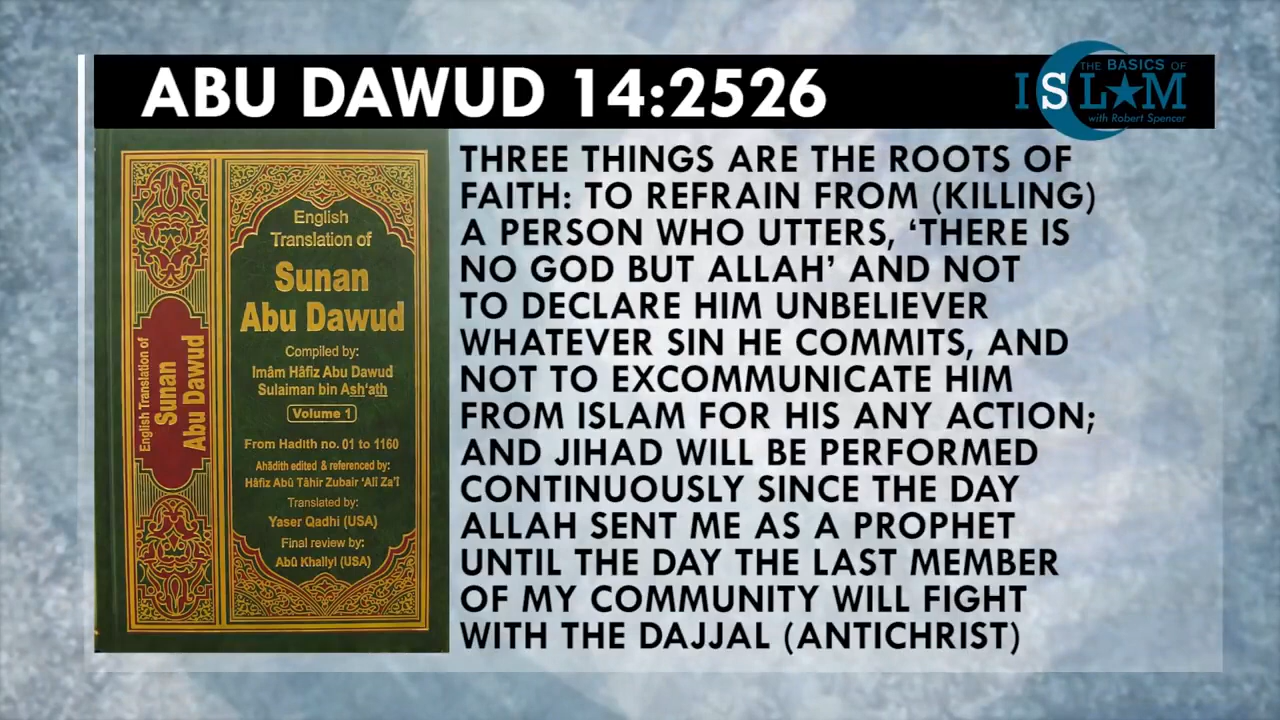 ABU DAWUD 14:2526
THE BASICS OF
ISLAM
with Robert Spencer
English
Translation of
Sunan
Abu Dawud
Compiled by:
Imâm Hâfiz Abu Dawud
Sulaiman bin Ash'ath
Volume 1
From Hadith no. 01 to 1160
Ahâdith edited & referenced by:
Hâfiz Abû Tâhir Zubair 'Alî Za'î
Translated by:
Yaser Qadhi (USA)
Final review by:
Abû Khaliyl (USA)
English Translation of
Sunan
Abu Dawud
THREE THINGS ARE THE ROOTS OF
FAITH: TO REFRAIN FROM (KILLING)
A PERSON WHO UTTERS, ‘THERE IS
NO GOD BUT ALLAH’ AND NOT
TO DECLARE HIM UNBELIEVER
WHATEVER SIN HE COMMITS, AND
NOT TO EXCOMMUNICATE HIM
FROM ISLAM FOR HIS ANY ACTION;
AND JIHAD WILL BE PERFORMED
CONTINUOUSLY SINCE THE DAY
ALLAH SENT ME AS A PROPHET
UNTIL THE DAY THE LAST MEMBER
OF MY COMMUNITY WILL FIGHT
WITH THE DAJJAL (ANTICHRIST)